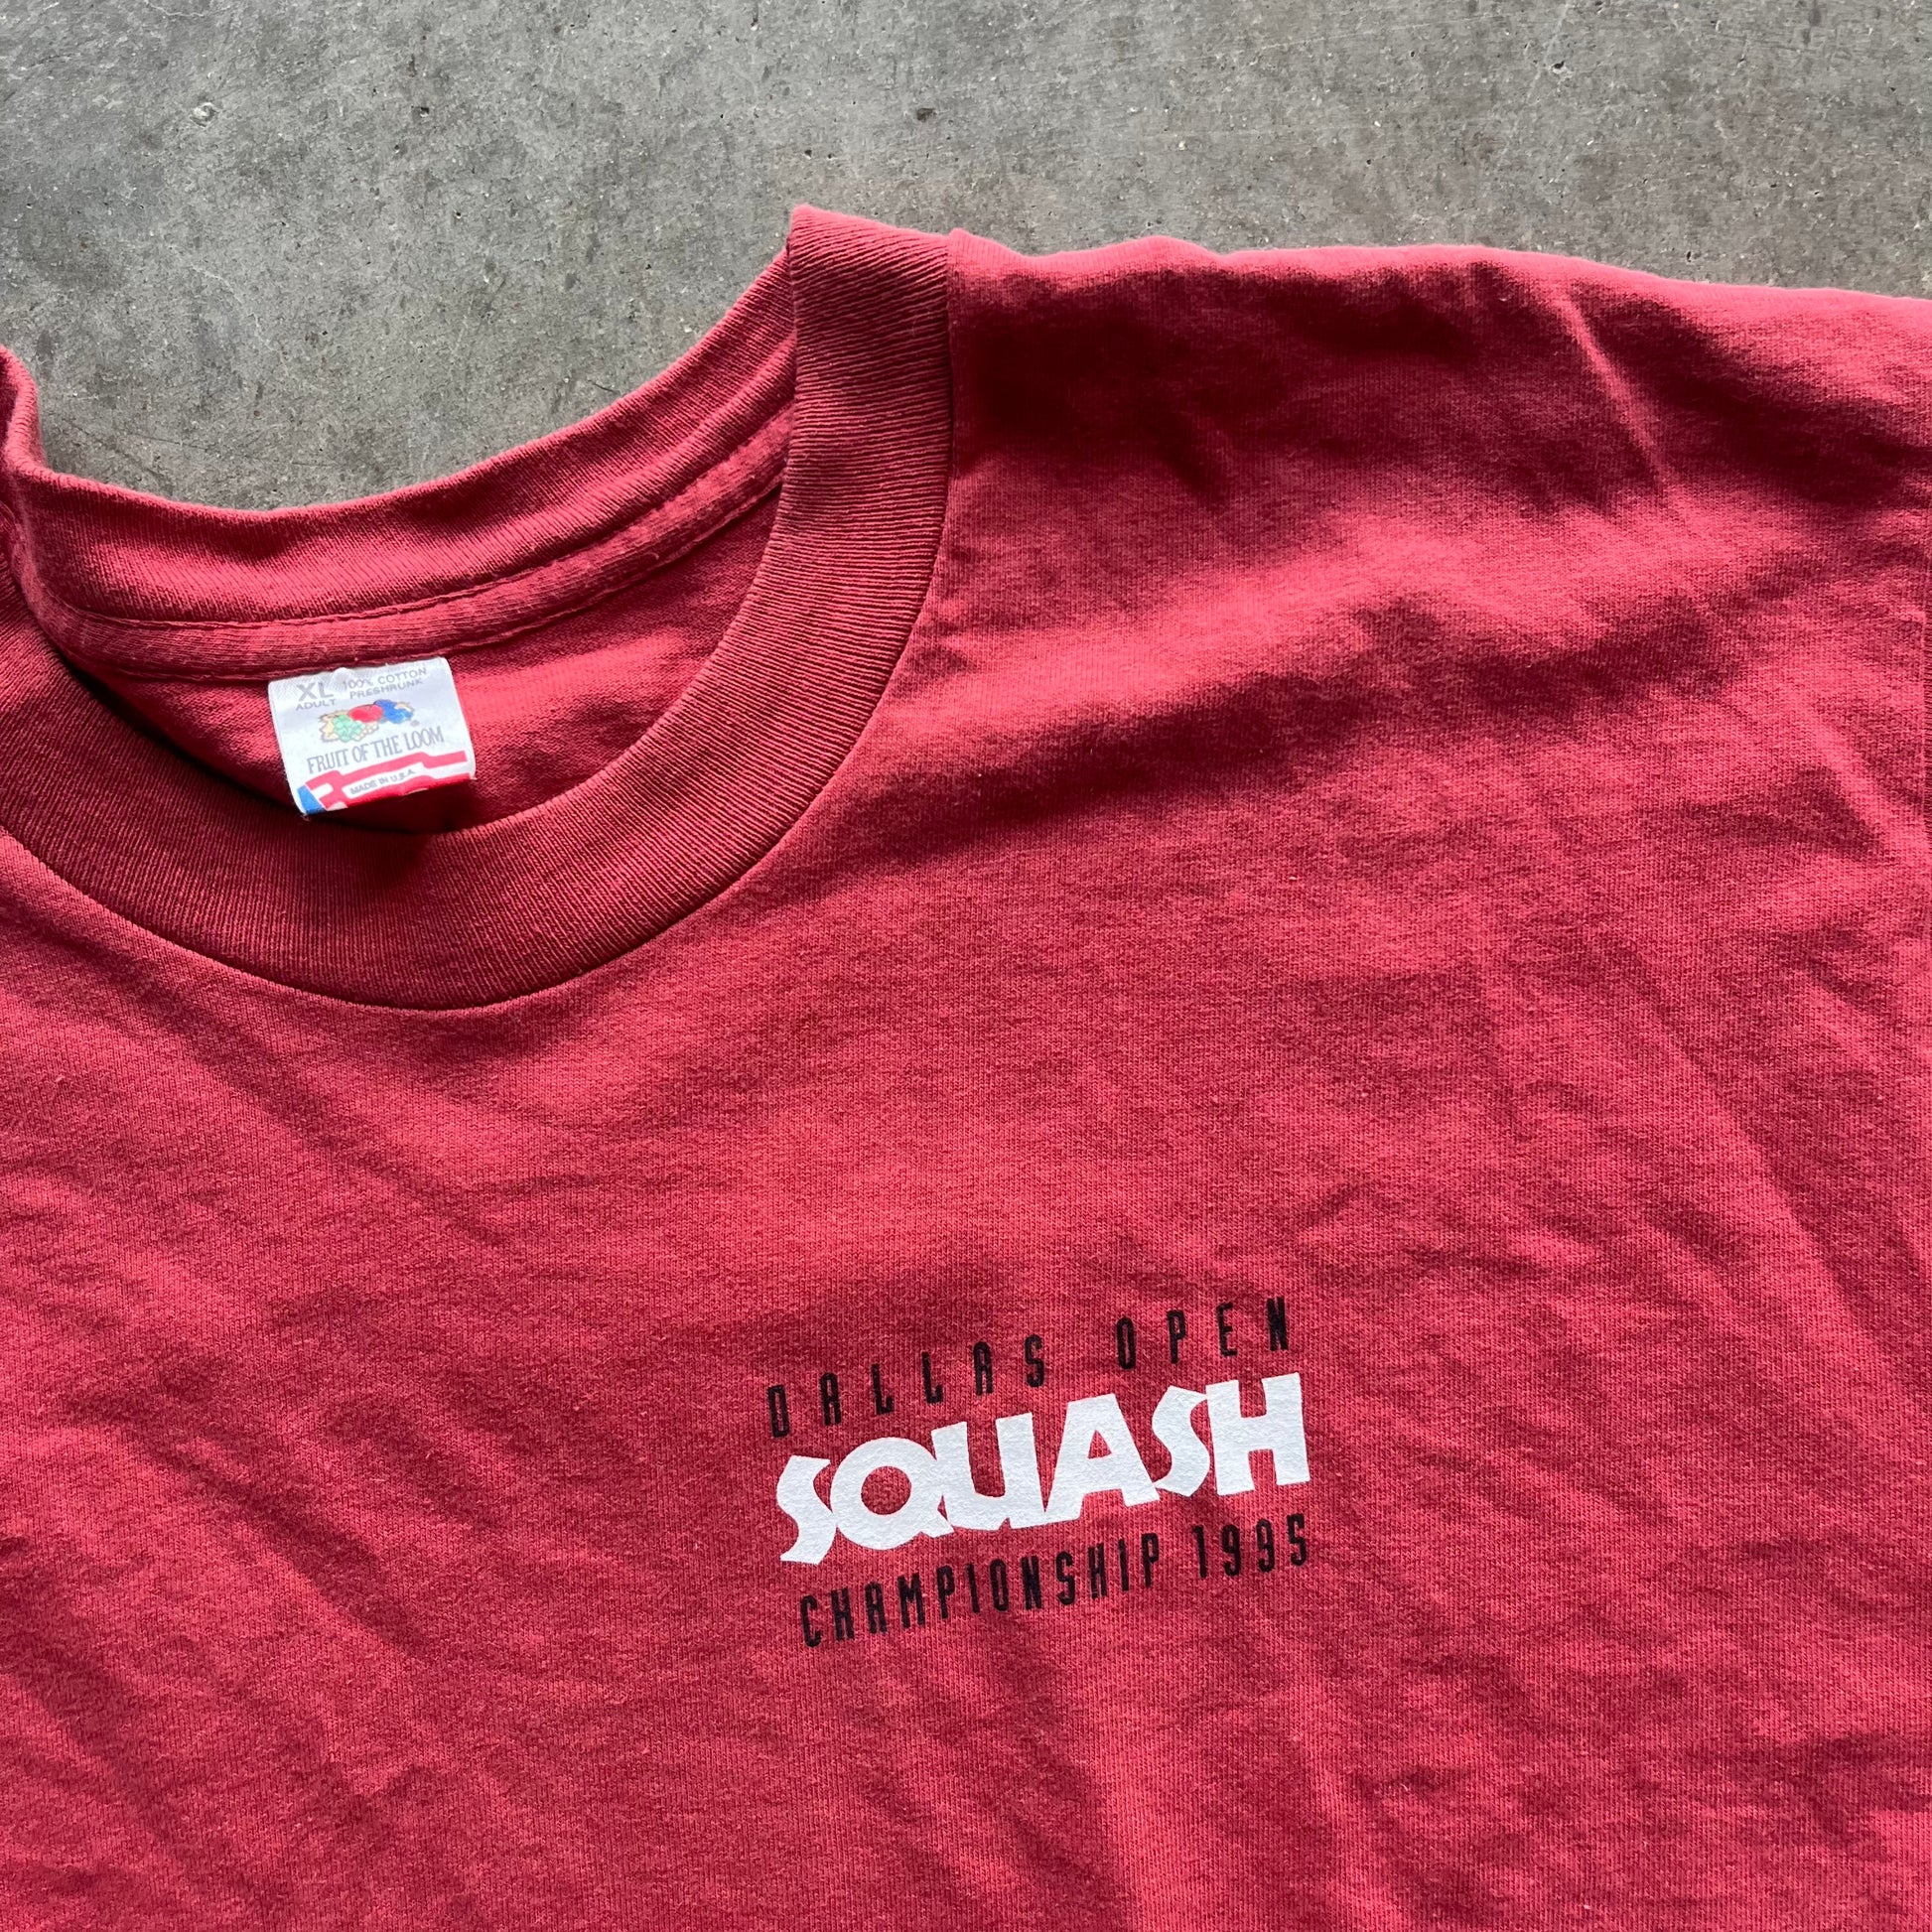 XL 100% COTTON
ADULT PRESHRUNK
FRUIT OF THE LOOM
®
MADE IN U.S.A.
DALLAS OPEN
SQUASH
CHAMPIONSHIP 1995